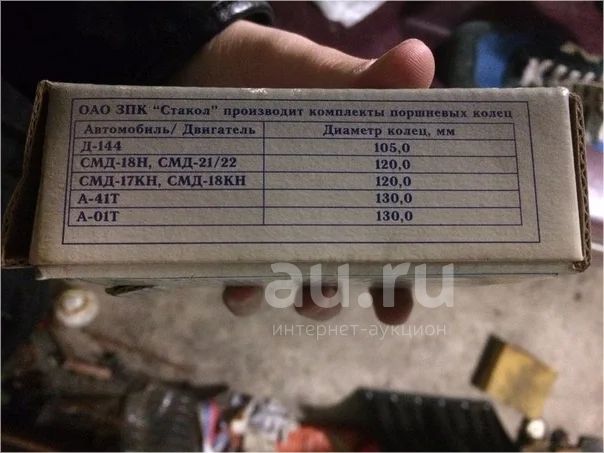 ОАО ЗПК "Стакол" производит комплекты поршневых колец
Автомобиль/ Двигатель Диаметр колец, мм
Д-144 105,0
СМД-18Н, СМД-21/22 120,0
СМД-17КН, СМД-18КН 120,0
А-41Т 130,0
А-01Т 130,0
au.ru
интернет-аукцион